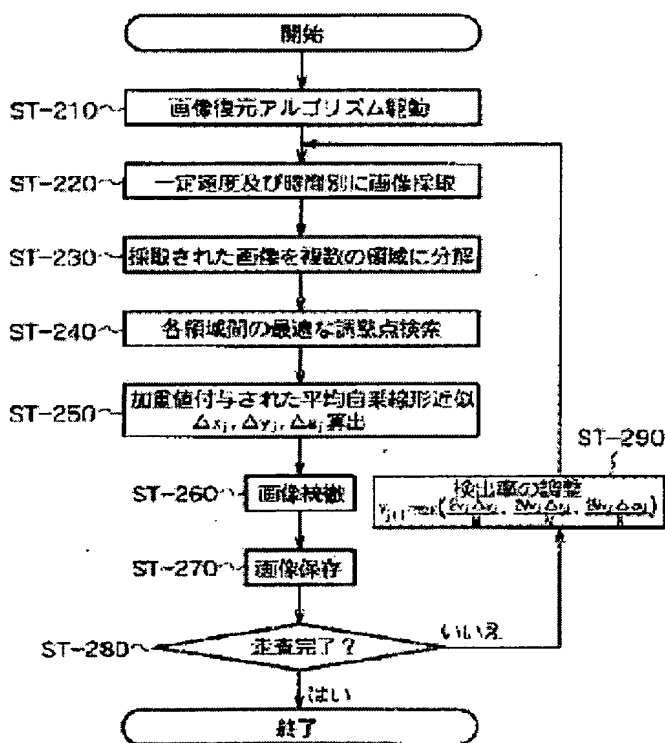 開始
ST-210
画像復元アルゴリズム駆動
ST-220
一定速度及び時間別に画像採取
ST-230
採取された画像を複数の領域に分解
ST-240
各領域間の最適な調整点検索
ST-250
加重値付与された平均自乗線形近似
Δxⱼ, Δyⱼ, Δαⱼ 算出
ST-260
画像
ST-270
画像保存
ST-280
走査完了?
いいえ
はい
終了
ST-290
検出率の調整